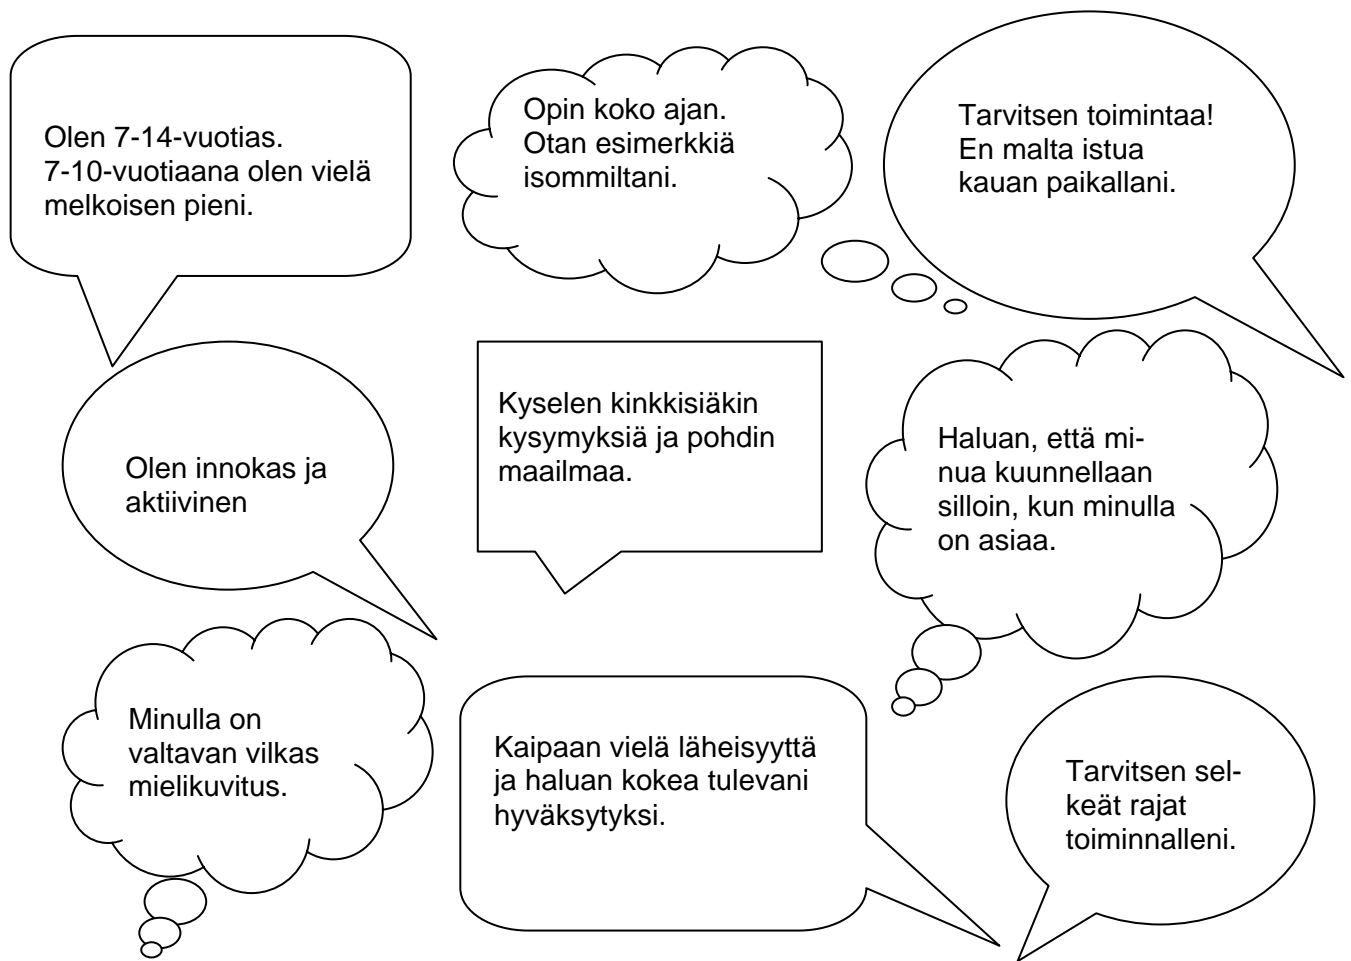 Olen 7-14-vuotias.
7-10-vuotiaana olen vielä
melkoisen pieni.
Opin koko ajan.
Otan esimerkkiä
isommiltani.
Tarvitsen toimintaa!
En malta istua
kauan paikallani.
Olen innokas ja
aktiivinen
Kyselen kinkkisiäkin
kysymyksiä ja pohdin
maailmaa.
Haluan, että mi-
nua kuunnellaan
silloin, kun minulla
on asiaa.
Minulla on
valtavan vilkas
mielikuvitus.
Kaipaan vielä läheisyyttä
ja haluan kokea tulevani
hyväksytyksi.
Tarvitsen sel-
keät rajat
toiminnalleni.